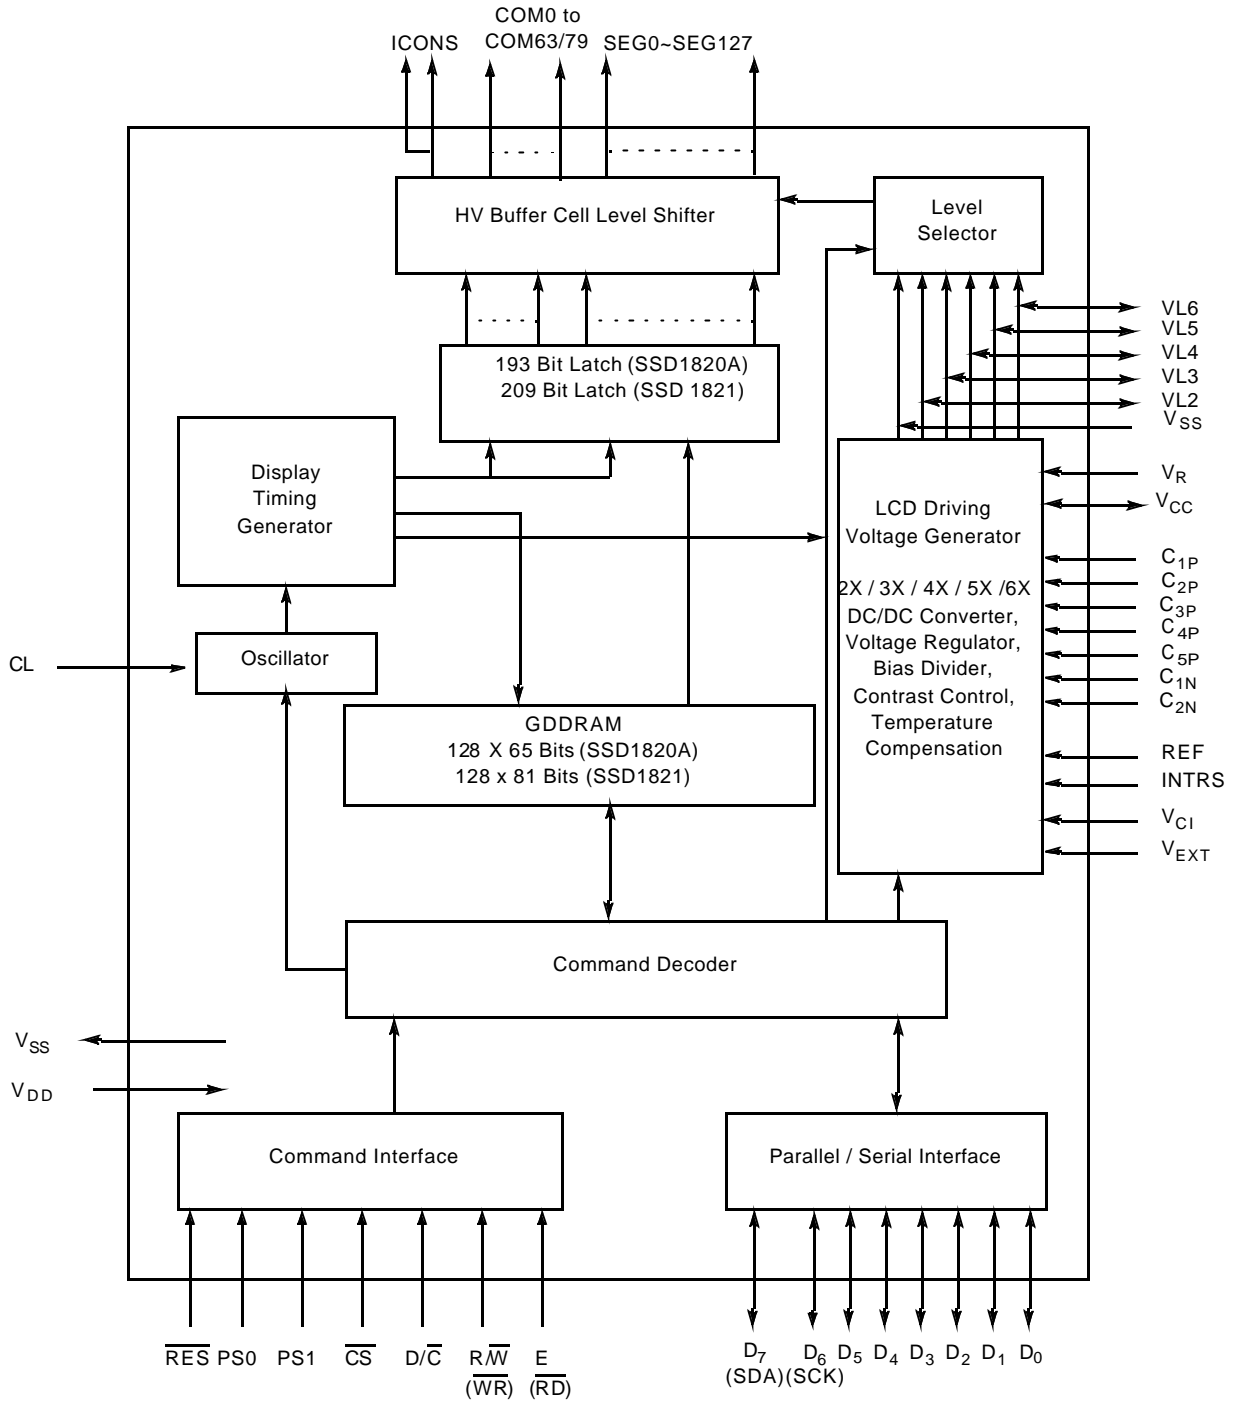 COM0 to
ICONS COM63/79 SEG0~SEG127
HV Buffer Cell Level Shifter
Level
Selector
VL6
VL5
VL4
VL3
VL2
VSS
193 Bit Latch (SSD1820A)
209 Bit Latch (SSD 1821)
Display
Timing
Generator
VR
VCC
LCD Driving
Voltage Generator
2X / 3X / 4X / 5X /6X
DC/DC Converter,
Voltage Regulator,
Bias Divider,
Contrast Control,
Temperature
Compensation
C1P
C2P
C3P
C4P
C5P
C1N
C2N
REF
INTRS
VCI
VEXT
CL
Oscillator
GDDRAM
128 X 65 Bits (SSD1820A)
128 x 81 Bits (SSD1821)
Command Decoder
VSS
VDD
Command Interface
Parallel / Serial Interface
R̅E̅S̅ PS0 PS1 C̅S̅ D/C̅ R/W̅ E
(W̅R̅) (R̅D̅)
D7 D6 D5 D4 D3 D2 D1 D0
(SDA) (SCK)